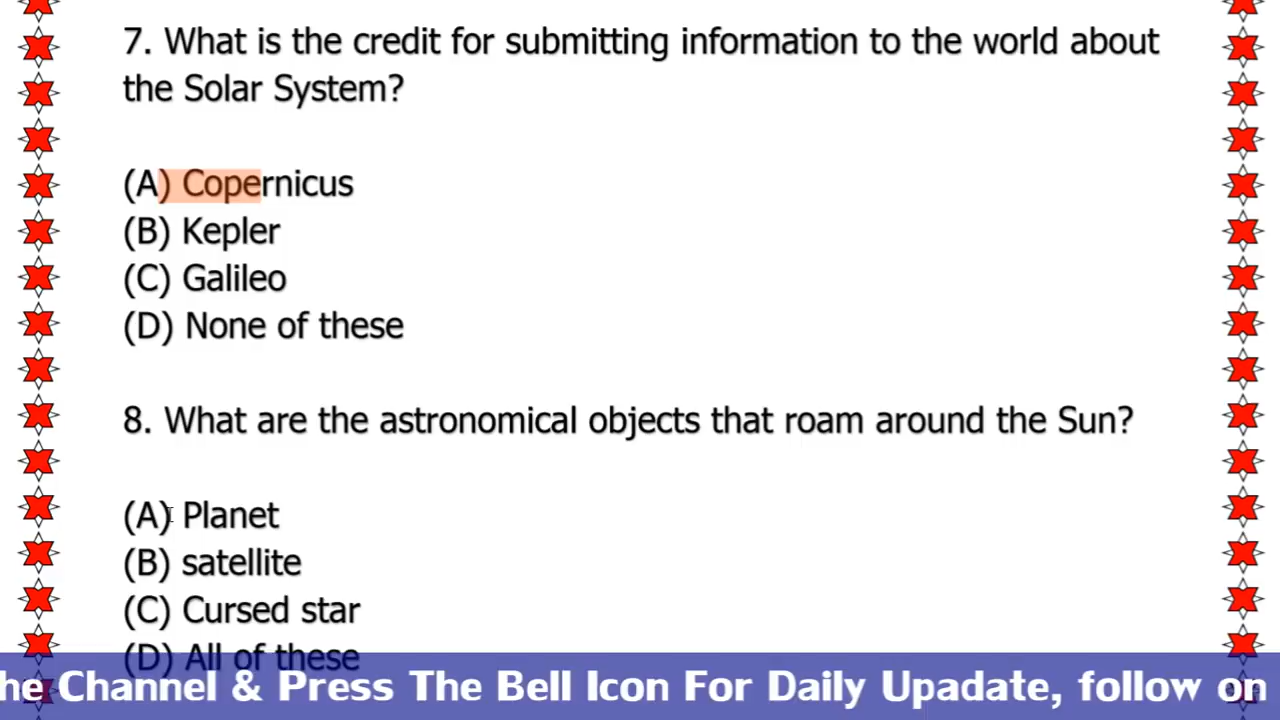 7. What is the credit for submitting information to the world about
the Solar System?
(A) Copernicus
(B) Kepler
(C) Galileo
(D) None of these
8. What are the astronomical objects that roam around the Sun?
(A) Planet
(B) satellite
(C) Cursed star
(D) All of these
he Channel & Press The Bell Icon For Daily Upadate, follow on